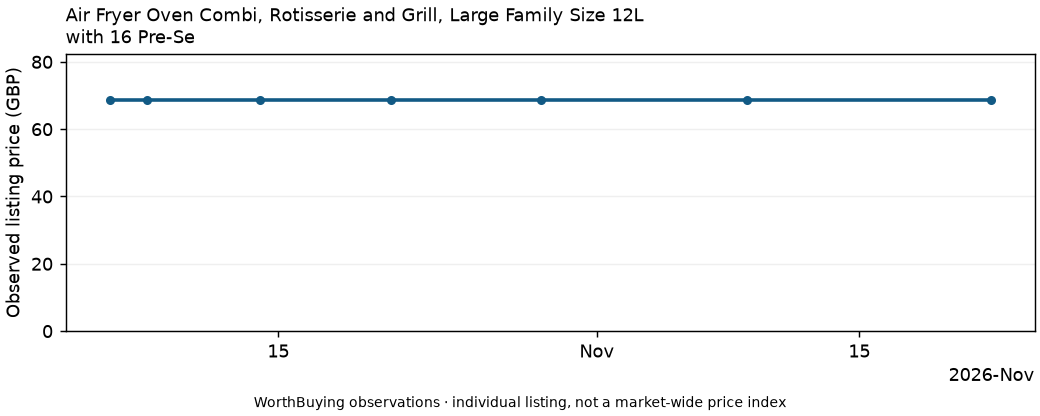 Air Fryer Oven Combi, Rotisserie and Grill, Large Family Size 12L
with 16 Pre-Se
Observed listing price (GBP)
80
60
40
20
0
15
Nov
15
2026-Nov
WorthBuying observations · individual listing, not a market-wide price index